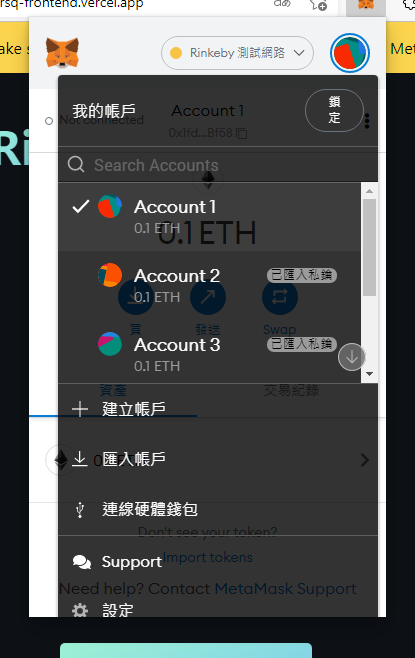 rsq-frontend.vercel.app
ake s
Met
Rinkeby 測試網路
Ri
我的帳戶
鎖定
Not connected
Account 1
0x1fd...Bf58
Search Accounts
Account 1
0.1 ETH
0.1 ETH
Account 2
已匯入私鑰
0.1 ETH
買
發送
Swap
Account 3
已匯入私鑰
0.1 ETH
資產
交易紀錄
建立帳戶
匯入帳戶
連線硬體錢包
Don't see your token?
Support
Import tokens
Need help? Contact MetaMask Support
設定